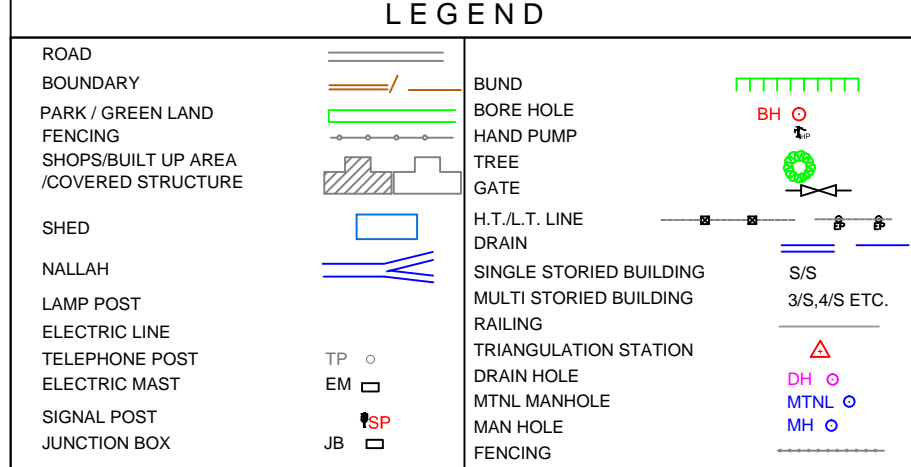 LEGEND
ROAD
BOUNDARY
PARK / GREEN LAND
FENCING
SHOPS/BUILT UP AREA
/COVERED STRUCTURE
SHED
NALLAH
LAMP POST
ELECTRIC LINE
TELEPHONE POST TP
ELECTRIC MAST EM
SIGNAL POST SP
JUNCTION BOX JB
BUND
BORE HOLE BH
HAND PUMP HP
TREE
GATE
H.T./L.T. LINE EP EP
DRAIN
SINGLE STORIED BUILDING S/S
MULTI STORIED BUILDING 3/S,4/S ETC.
RAILING
TRIANGULATION STATION
DRAIN HOLE DH
MTNL MANHOLE MTNL
MAN HOLE MH
FENCING